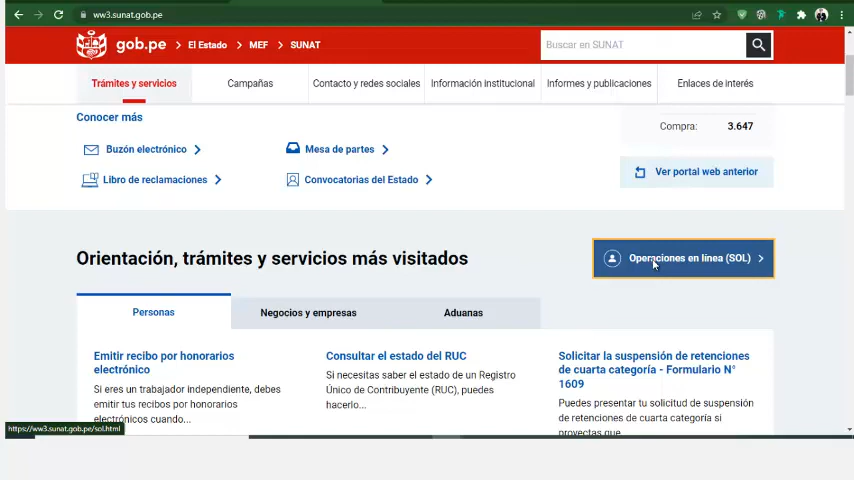 ww3.sunat.gob.pe
gob.pe > El Estado > MEF > SUNAT
Buscar en SUNAT
Trámites y servicios
Campañas
Contacto y redes sociales
Información institucional
Informes y publicaciones
Enlaces de interés
Conocer más
Compra: 3.647
Buzón electrónico
Mesa de partes
Libro de reclamaciones
Convocatorias del Estado
Ver portal web anterior
Orientación, trámites y servicios más visitados
Operaciones en línea (SOL)
Personas
Negocios y empresas
Aduanas
Emitir recibo por honorarios
electrónico
Si eres un trabajador independiente, debes
emitir tus recibos por honorarios
electrónicos cuando...
Consultar el estado del RUC
Si necesitas saber el estado de un Registro
Único de Contribuyente (RUC), puedes
hacerlo...
Solicitar la suspensión de retenciones
de cuarta categoría - Formulario N°
1609
Puedes presentar tu solicitud de suspensión
de retenciones de cuarta categoría si
proyectas que
https://ww3.sunat.gob.pe/sol.html